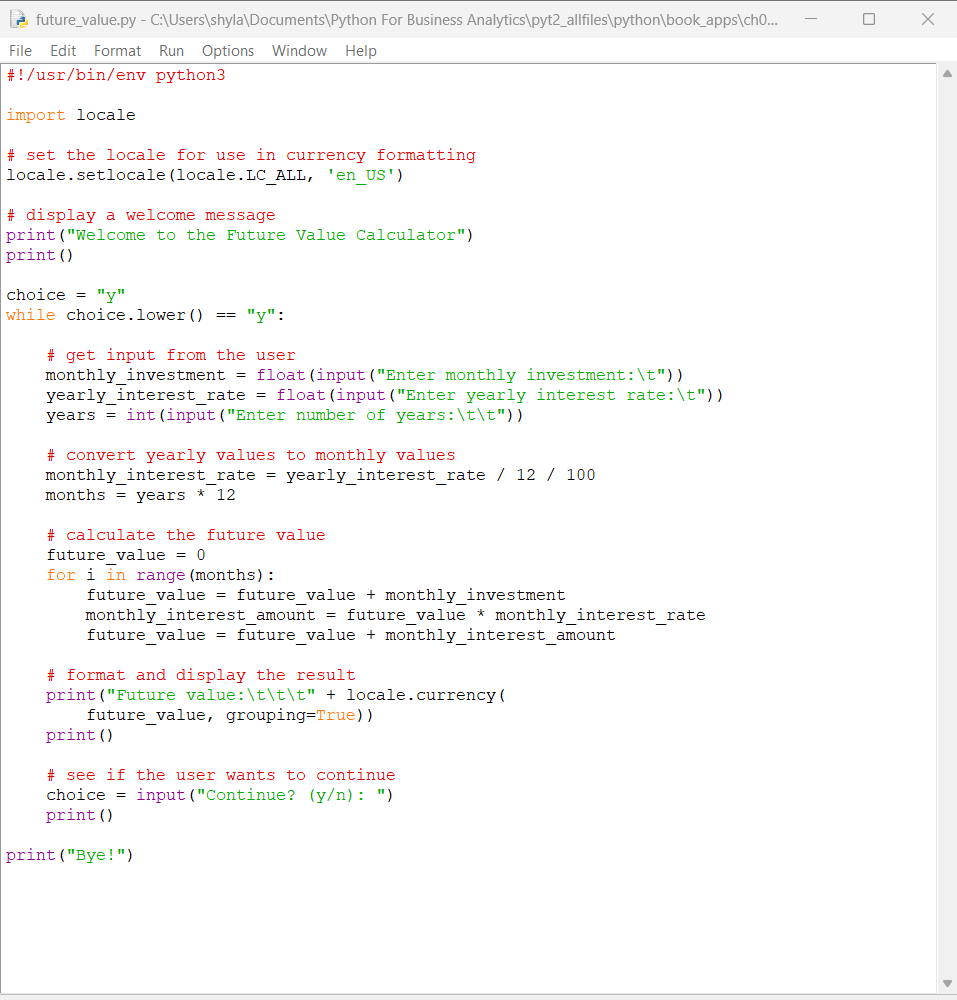 future_value.py - C:\Users\shyla\Documents\Python For Business Analytics\pyt2_allfiles\python\book_apps\ch0...
File Edit Format Run Options Window Help
#!/usr/bin/env python3

import locale

# set the locale for use in currency formatting
locale.setlocale(locale.LC_ALL, 'en_US')

# display a welcome message
print("Welcome to the Future Value Calculator")
print()

choice = "y"
while choice.lower() == "y":

    # get input from the user
    monthly_investment = float(input("Enter monthly investment:\t"))
    yearly_interest_rate = float(input("Enter yearly interest rate:\t"))
    years = int(input("Enter number of years:\t\t"))

    # convert yearly values to monthly values
    monthly_interest_rate = yearly_interest_rate / 12 / 100
    months = years * 12

    # calculate the future value
    future_value = 0
    for i in range(months):
        future_value = future_value + monthly_investment
        monthly_interest_amount = future_value * monthly_interest_rate
        future_value = future_value + monthly_interest_amount

    # format and display the result
    print("Future value:\t\t\t" + locale.currency(
        future_value, grouping=True))
    print()

    # see if the user wants to continue
    choice = input("Continue? (y/n): ")
    print()

print("Bye!")